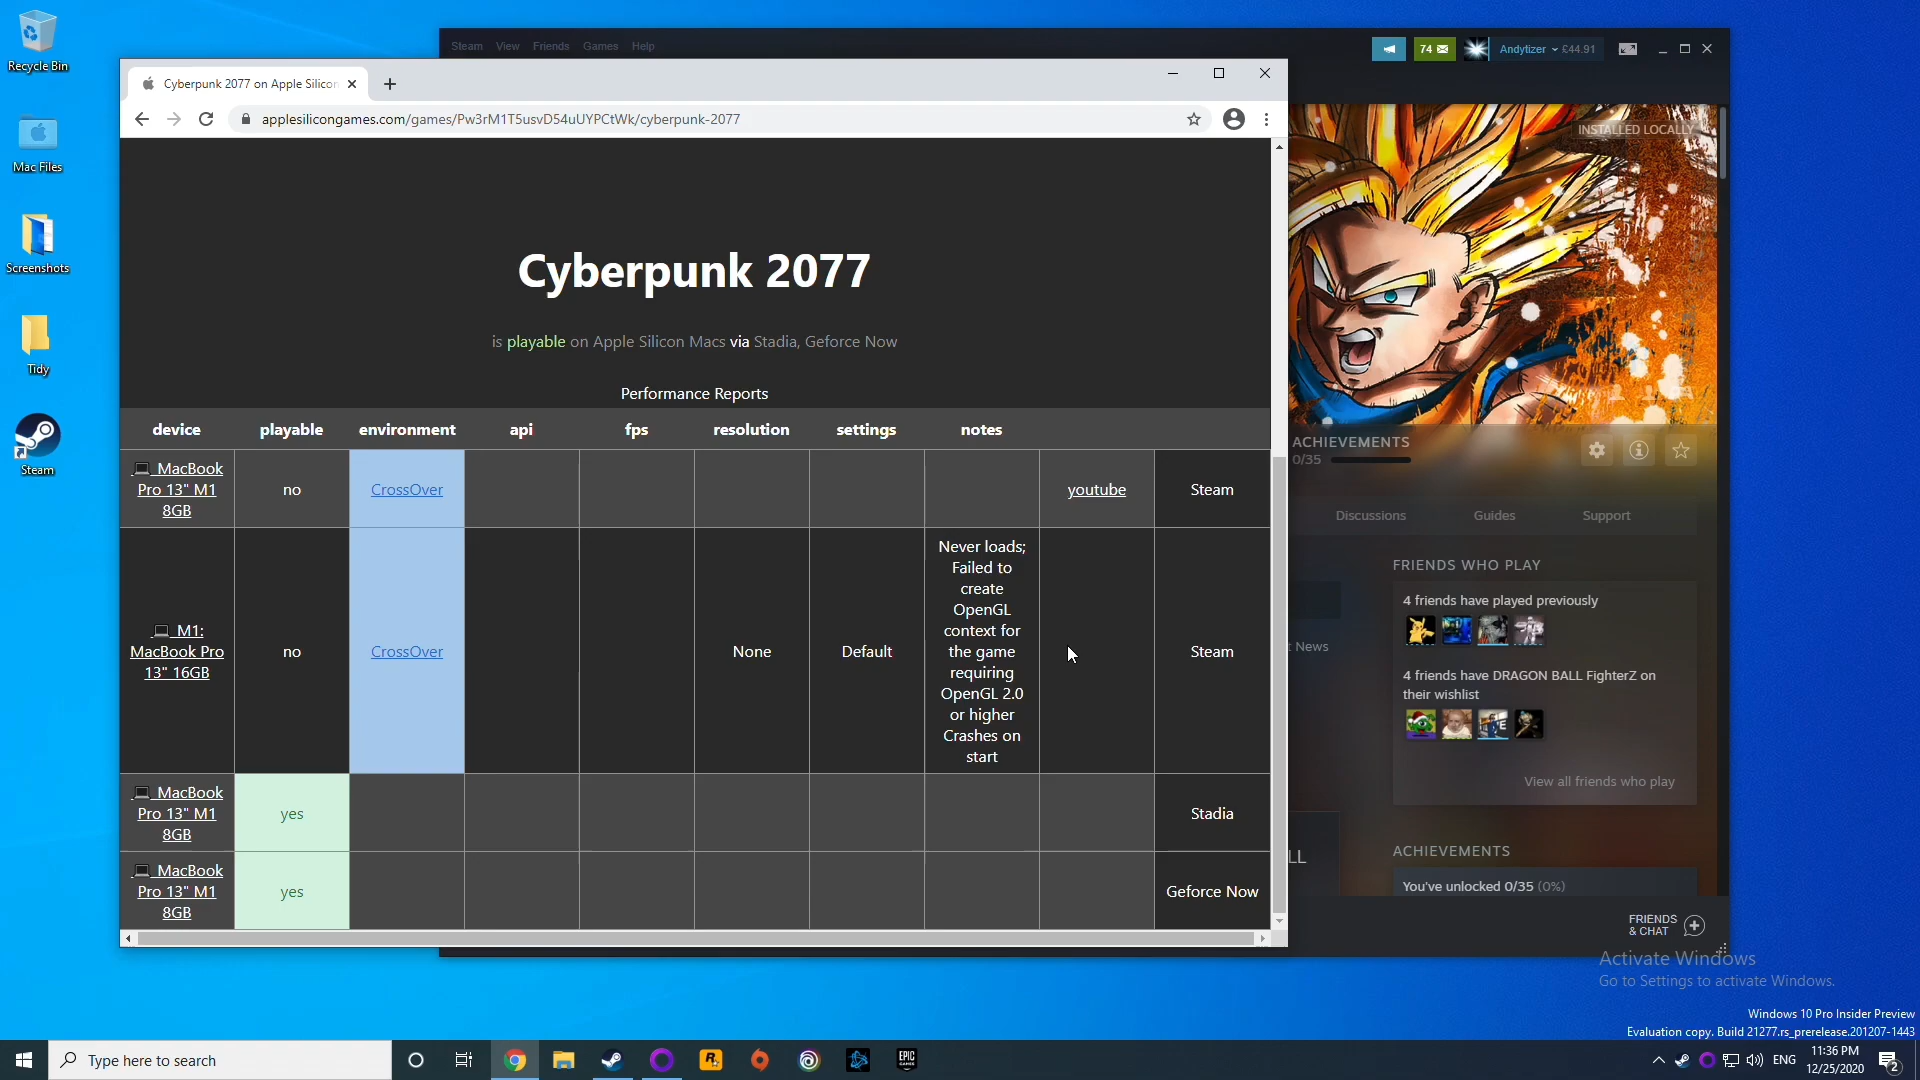 Recycle Bin
Mac Files
Screenshots
Tidy
Steam
Steam View Friends Games Help
74
Andytizer £44.91
Cyberpunk 2077 on Apple Silicon
applesilicongames.com/games/Pw3rM1T5usvD54uUYPCtWk/cyberpunk-2077
Cyberpunk 2077
is playable on Apple Silicon Macs via Stadia, Geforce Now
Performance Reports
device playable environment api fps resolution settings notes
MacBook
Pro 13" M1
8GB
no
CrossOver
youtube
Steam
M1:
MacBook Pro
13" 16GB
no
CrossOver
None
Default
Never loads;
Failed to
create
OpenGL
context for
the game
requiring
OpenGL 2.0
or higher
Crashes on
start
Steam
MacBook
Pro 13" M1
8GB
yes
Stadia
MacBook
Pro 13" M1
8GB
yes
Geforce Now
INSTALLED LOCALLY
ACHIEVEMENTS
0/35
Discussions Guides Support
FRIENDS WHO PLAY
4 friends have played previously
t News
4 friends have DRAGON BALL FighterZ on
their wishlist
View all friends who play
LL
ACHIEVEMENTS
You've unlocked 0/35 (0%)
FRIENDS
& CHAT
Activate Windows
Go to Settings to activate Windows.
Windows 10 Pro Insider Preview
Evaluation copy. Build 21277.rs_prerelease.201207-1443
Type here to search
R
EPIC
GAMES
ENG
11:36 PM
12/25/2020
2